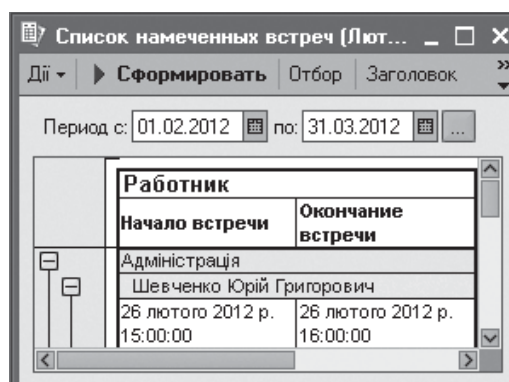 Список намеченных встреч (Лют...
Дії Сформировать Отбор Заголовок
Период с: 01.02.2012 по: 31.03.2012 ...
Работник
Начало встречи Окончание встречи
Адміністрація
Шевченко Юрій Григорович
26 лютого 2012 р. 26 лютого 2012 р.
15:00:00 16:00:00